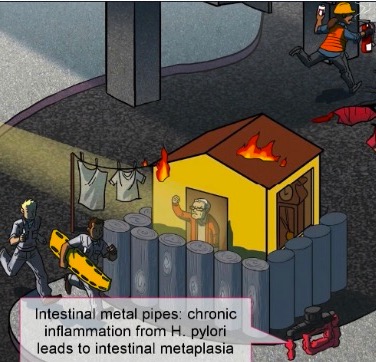 Intestinal metal pipes: chronic
inflammation from H. pylori
leads to intestinal metaplasia